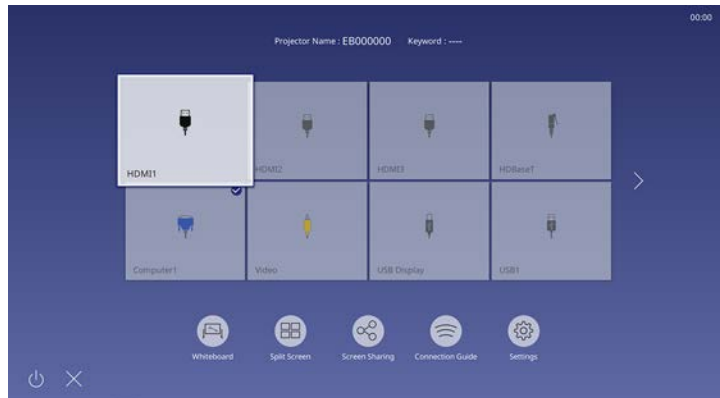 00:00
Projector Name : EB000000 Keyword : ----
HDMI1
HDMI2
HDMI3
HDBaseT
Computer1
Video
USB Display
USB1
Whiteboard
Split Screen
Screen Sharing
Connection Guide
Settings